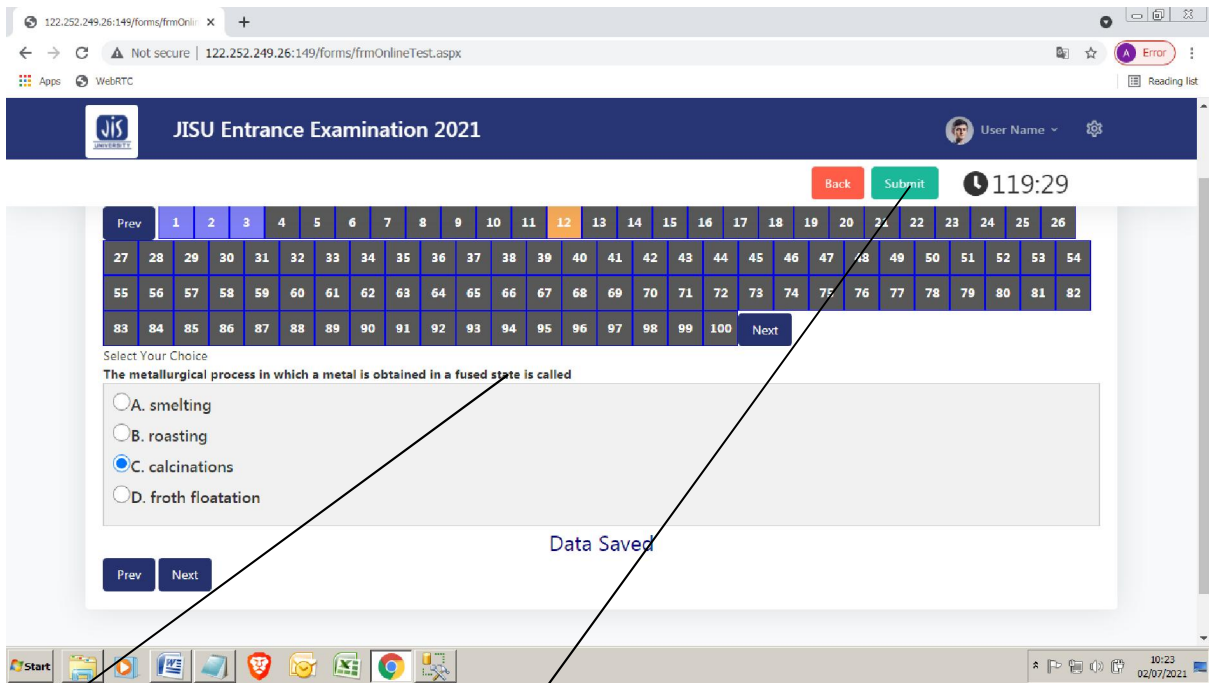 122.252.249.26:149/forms/frmOnlin
Not secure | 122.252.249.26:149/forms/frmOnlineTest.aspx
A Error
Apps WebRTC Reading list
JIS UNIVERSITY JISU Entrance Examination 2021 User Name
Back Submit 119:29
Prev 1 2 3 4 5 6 7 8 9 10 11 12 13 14 15 16 17 18 19 20 21 22 23 24 25 26
27 28 29 30 31 32 33 34 35 36 37 38 39 40 41 42 43 44 45 46 47 48 49 50 51 52 53 54
55 56 57 58 59 60 61 62 63 64 65 66 67 68 69 70 71 72 73 74 75 76 77 78 79 80 81 82
83 84 85 86 87 88 89 90 91 92 93 94 95 96 97 98 99 100 Next
Select Your Choice
The metallurgical process in which a metal is obtained in a fused state is called
A. smelting
B. roasting
C. calcinations
D. froth floatation
Data Saved
Prev Next
Start 10:23
02/07/2021